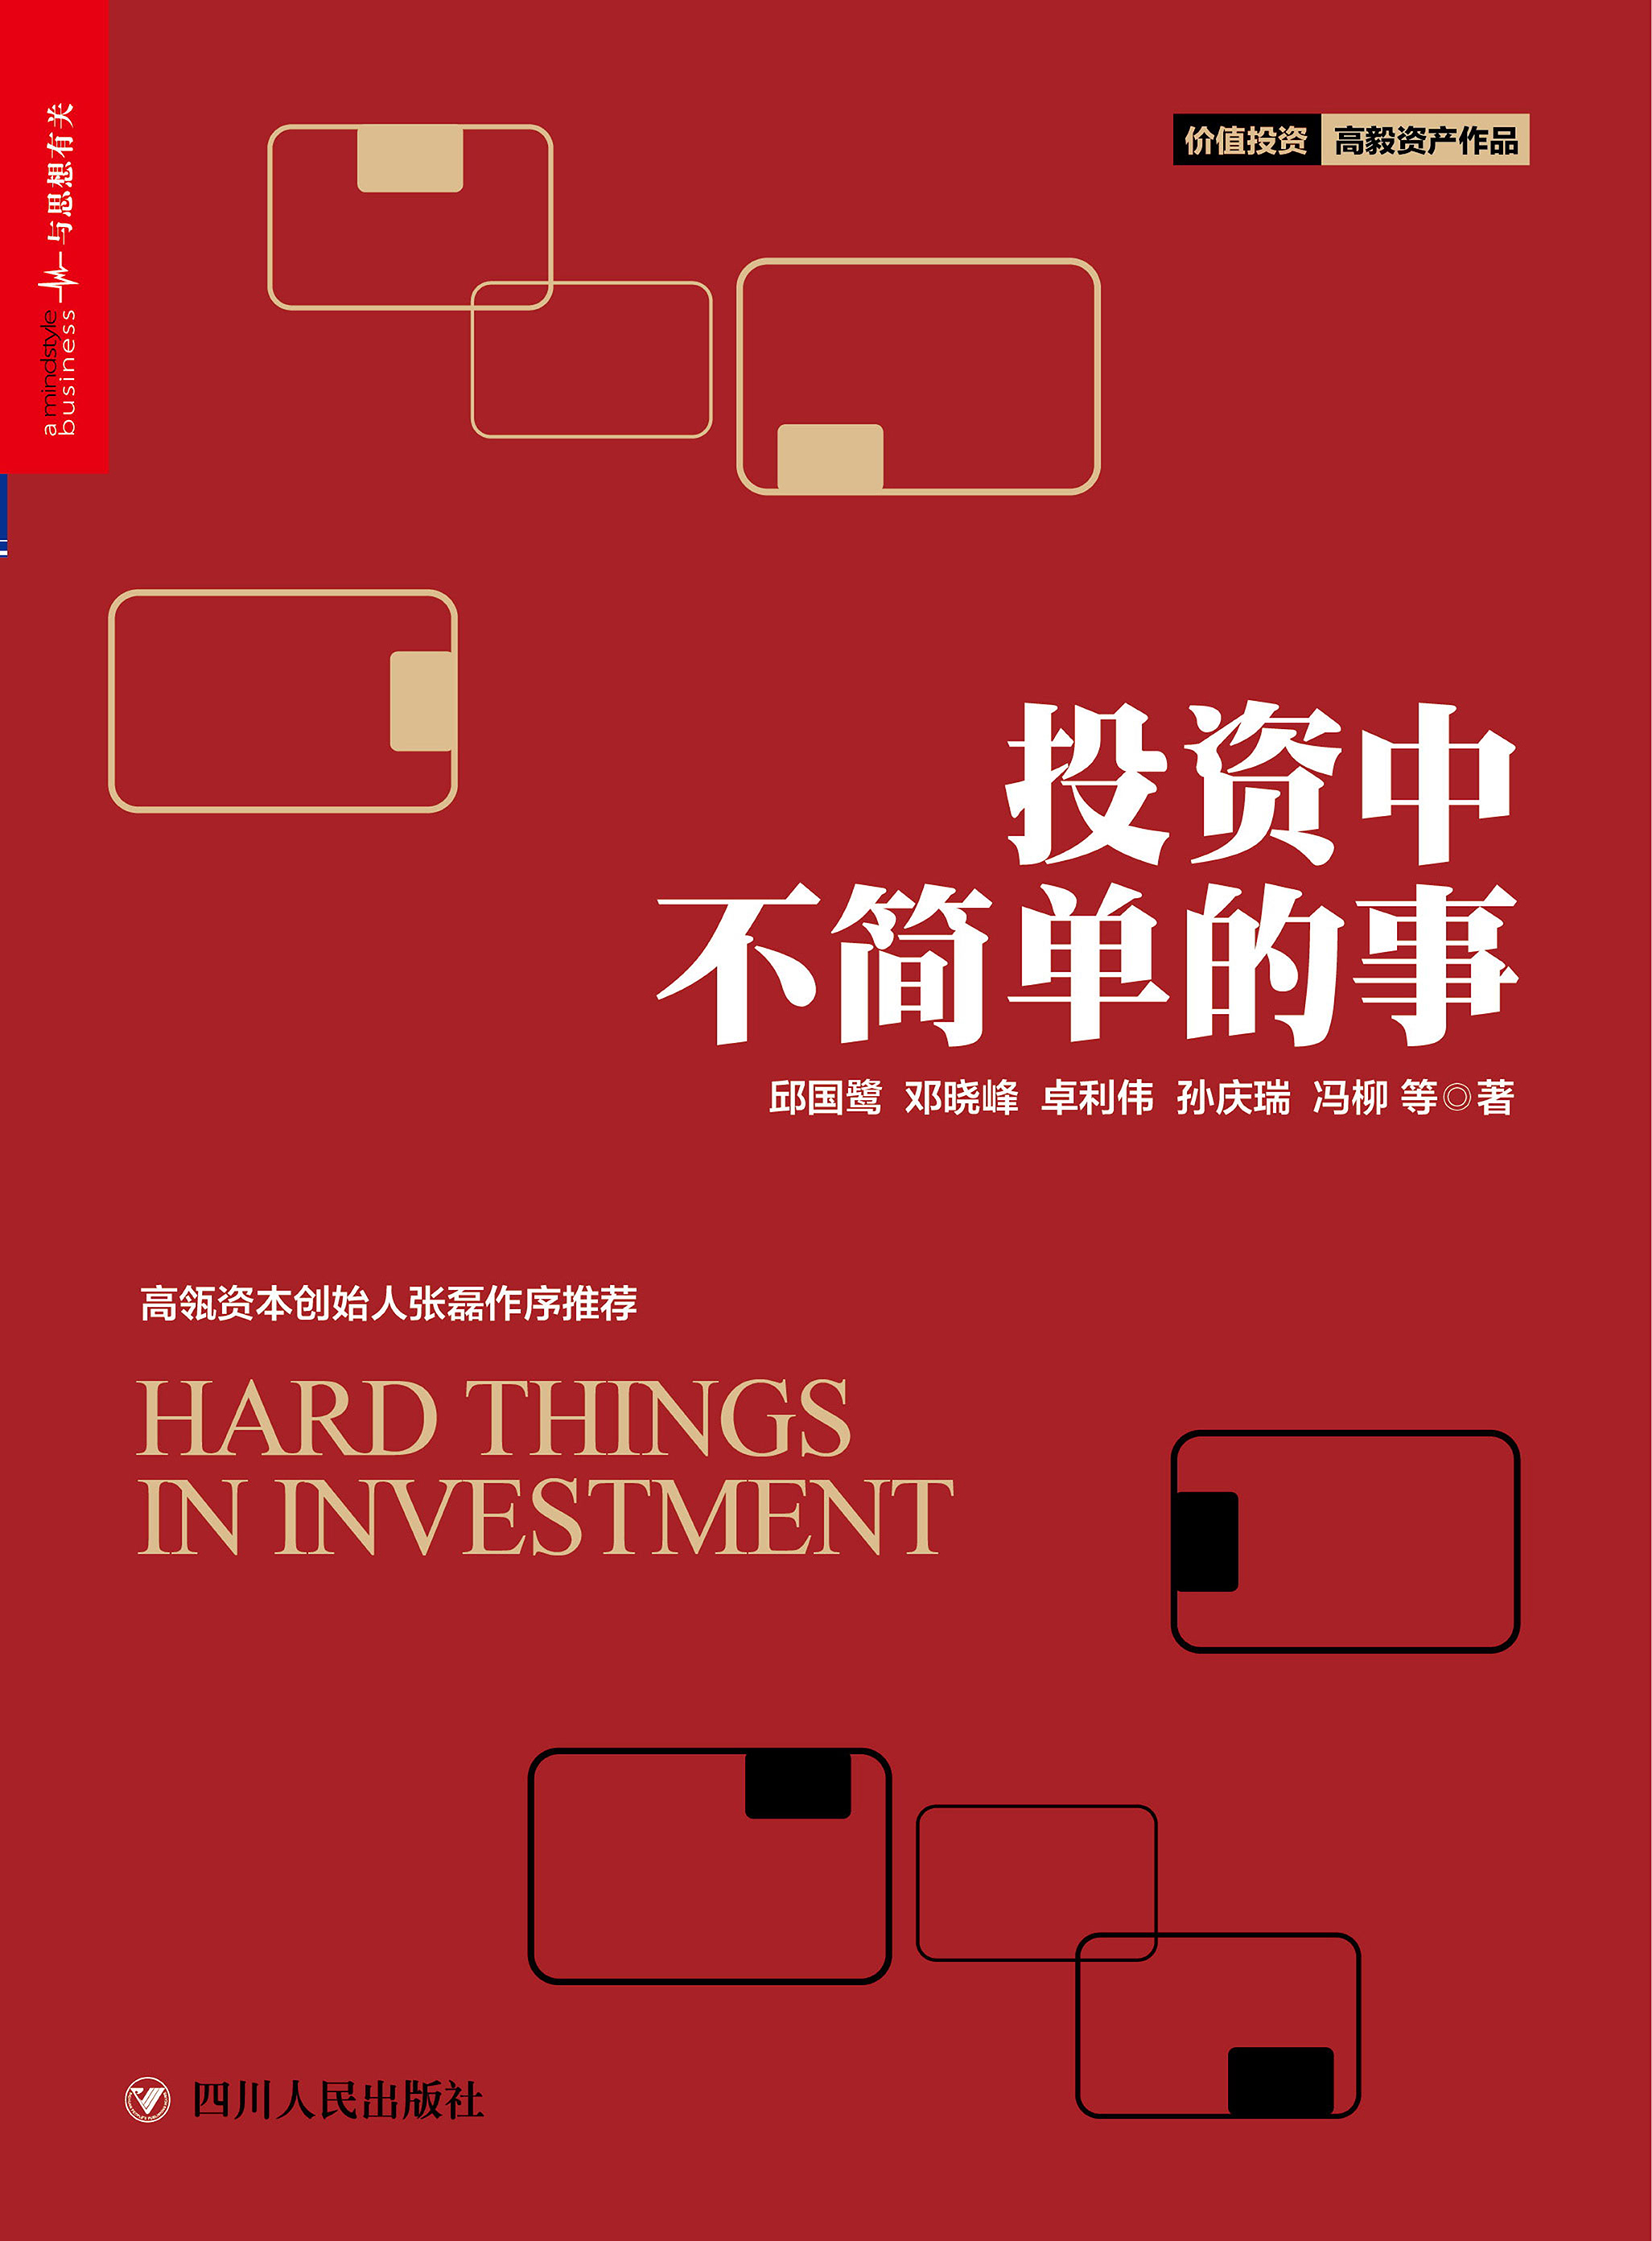 与思想有关
a mindstyle
business
价值投资 高毅资产作品
投资中
不简单的事
邱国鹭 邓晓峰 卓利伟 孙庆瑞 冯柳 等◎著
高瓴资本创始人张磊作序推荐
HARD THINGS
IN INVESTMENT
四川人民出版社